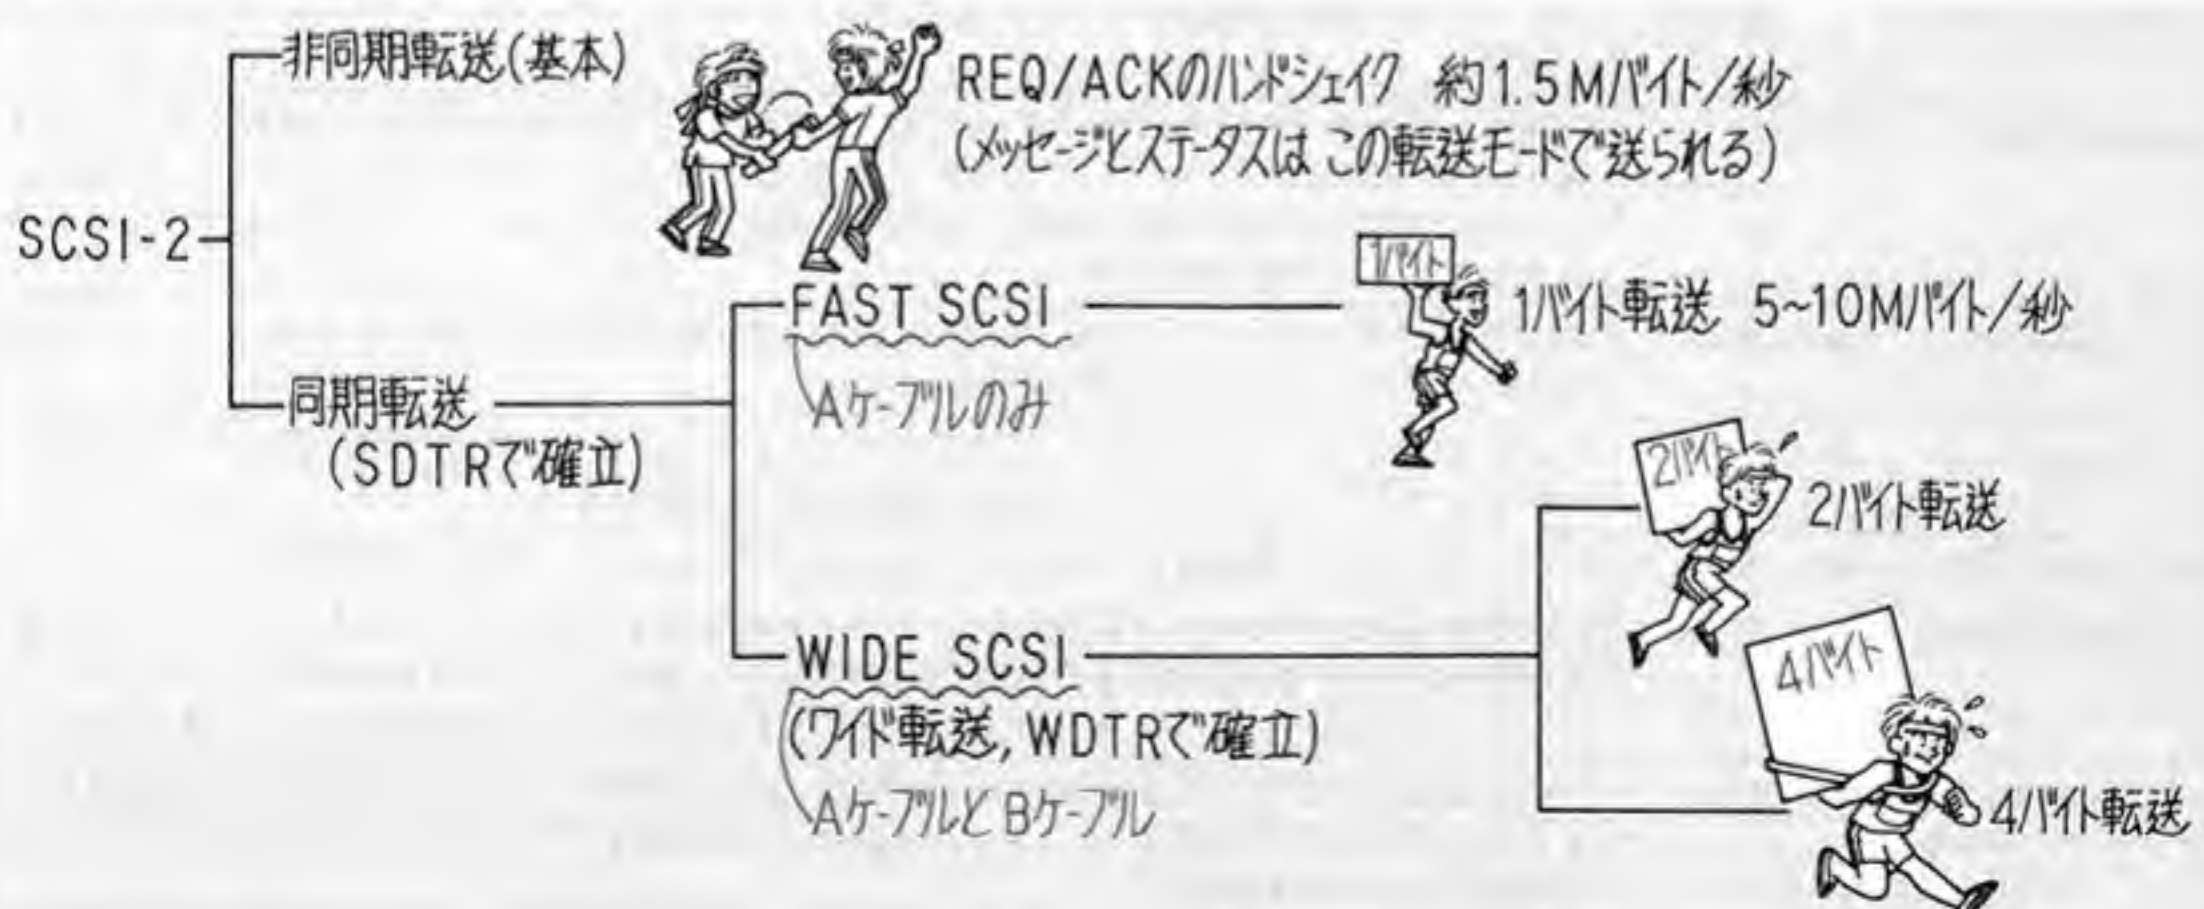 SCSI-2
非同期転送(基本)
REQ/ACKのハンドシェイク 約1.5Mバイト/秒
(メッセージとステータスは この転送モードで送られる)
同期転送
(SDTRで確立)
FAST SCSI
Aケーブルのみ
1バイト
1バイト転送 5~10Mバイト/秒
WIDE SCSI
(ワイド転送, WDTRで確立)
AケーブルとBケーブル
2バイト
2バイト転送
4バイト
4バイト転送